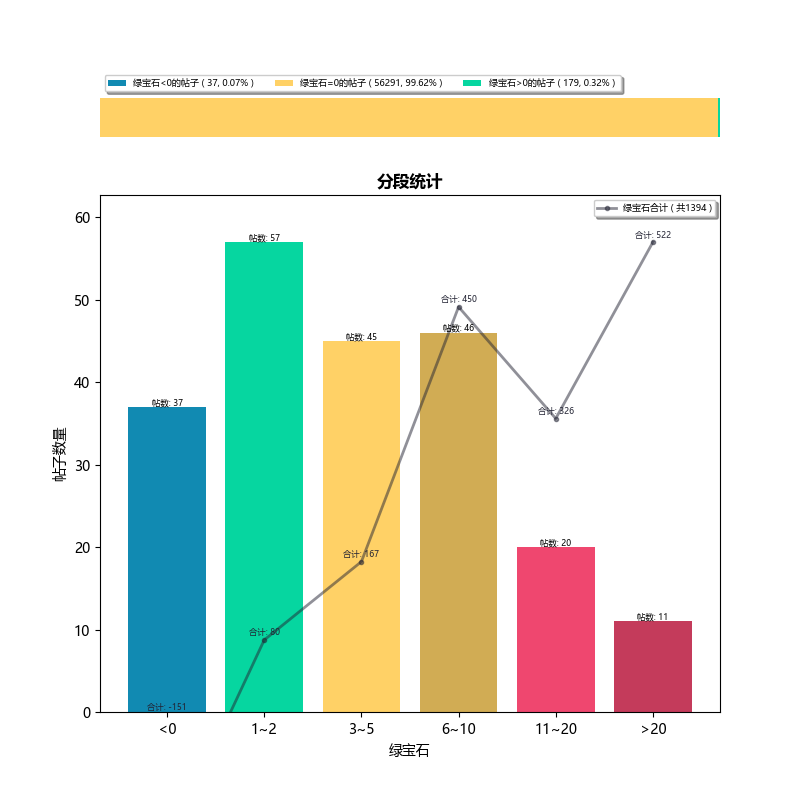 绿宝石<0的帖子 ( 37, 0.07% ) 绿宝石=0的帖子 ( 56291, 99.62% ) 绿宝石>0的帖子 ( 179, 0.32% )
分段统计
绿宝石合计 ( 共1394 )
60
50
40
30
20
10
0
帖子数量
合计: 522
帖数: 57
合计: 450
帖数: 45
帖数: 46
帖数: 37
合计: 326
合计: 167
帖数: 20
合计: 80
帖数: 11
合计: -151
<0 1~2 3~5 6~10 11~20 >20
绿宝石